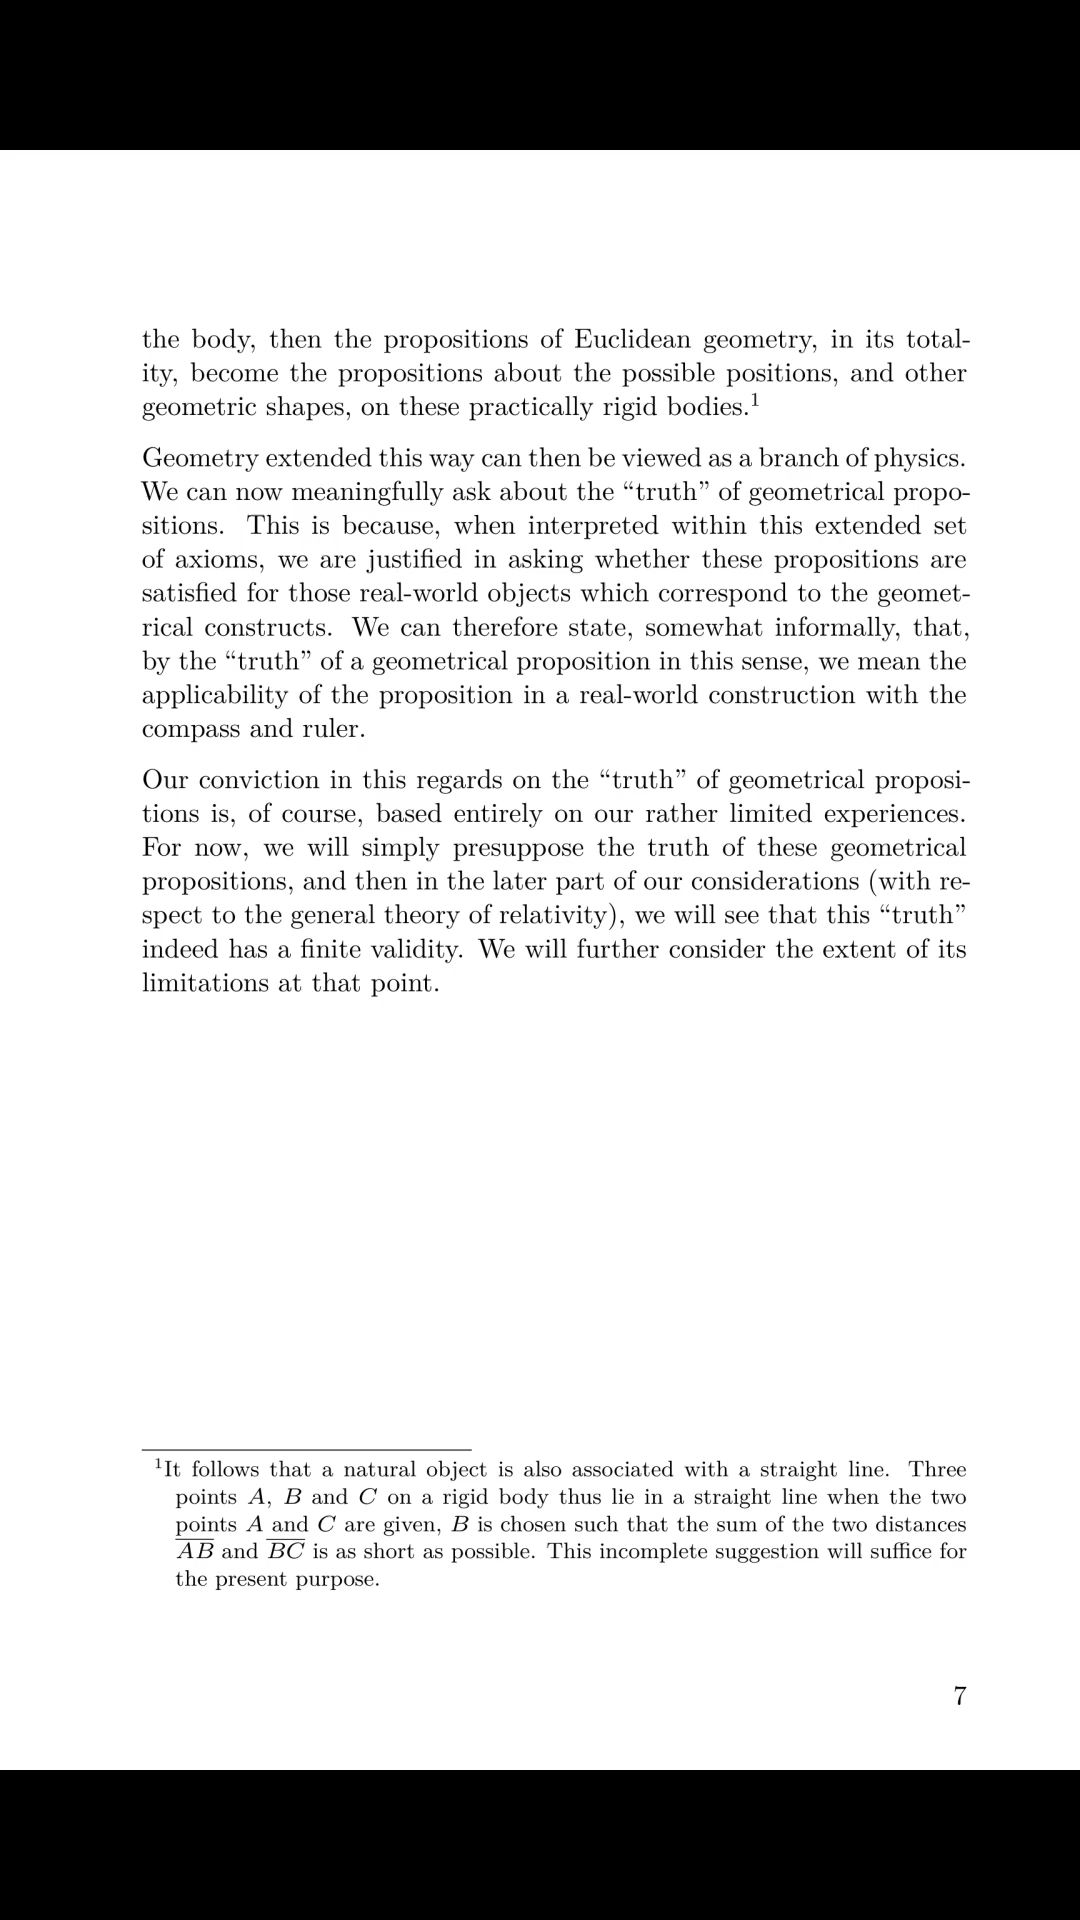 the body, then the propositions of Euclidean geometry, in its total-
ity, become the propositions about the possible positions, and other
geometric shapes, on these practically rigid bodies.¹
Geometry extended this way can then be viewed as a branch of physics.
We can now meaningfully ask about the “truth” of geometrical propo-
sitions. This is because, when interpreted within this extended set
of axioms, we are justified in asking whether these propositions are
satisfied for those real-world objects which correspond to the geomet-
rical constructs. We can therefore state, somewhat informally, that,
by the “truth” of a geometrical proposition in this sense, we mean the
applicability of the proposition in a real-world construction with the
compass and ruler.
Our conviction in this regards on the “truth” of geometrical proposi-
tions is, of course, based entirely on our rather limited experiences.
For now, we will simply presuppose the truth of these geometrical
propositions, and then in the later part of our considerations (with re-
spect to the general theory of relativity), we will see that this “truth”
indeed has a finite validity. We will further consider the extent of its
limitations at that point.
¹It follows that a natural object is also associated with a straight line. Three
points A, B and C on a rigid body thus lie in a straight line when the two
points A and C are given, B is chosen such that the sum of the two distances
A̅B̅ and B̅C̅ is as short as possible. This incomplete suggestion will suffice for
the present purpose.
7